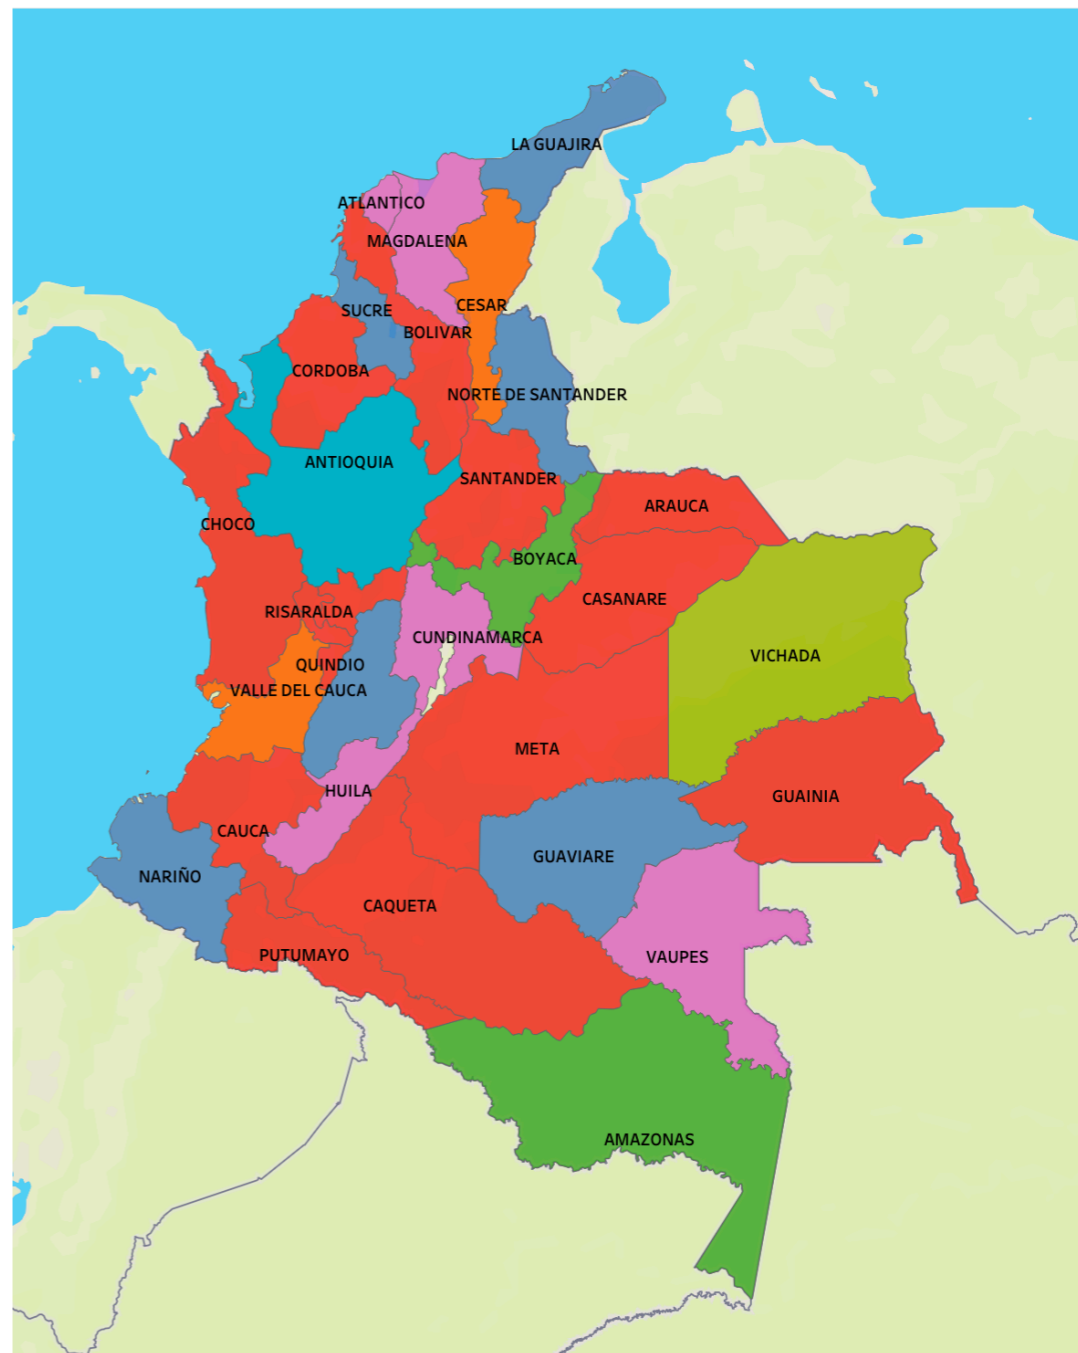 LA GUAJIRA
ATLANTICO
MAGDALENA
CESAR
SUCRE
BOLIVAR
CORDOBA
NORTE DE SANTANDER
ANTIOQUIA
SANTANDER
ARAUCA
CHOCO
BOYACA
CASANARE
RISARALDA
CUNDINAMARCA
VICHADA
QUINDIO
VALLE DEL CAUCA
META
HUILA
GUAINIA
CAUCA
GUAVIARE
NARIÑO
CAQUETA
PUTUMAYO
VAUPES
AMAZONAS